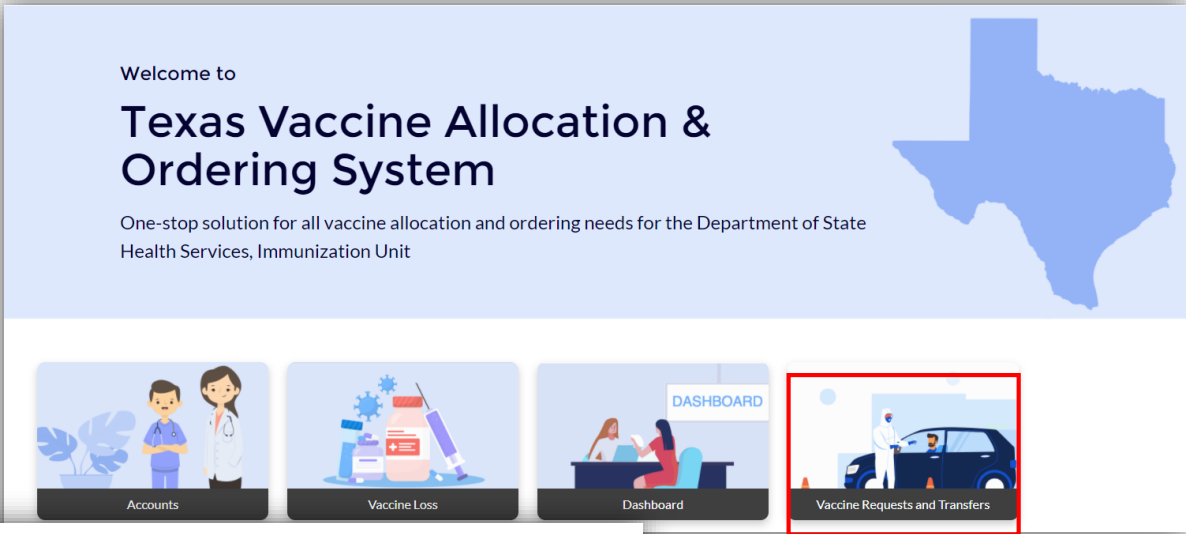 Welcome to
Texas Vaccine Allocation &
Ordering System
One-stop solution for all vaccine allocation and ordering needs for the Department of State
Health Services, Immunization Unit
DASHBOARD
Accounts
Vaccine Loss
Dashboard
Vaccine Requests and Transfers